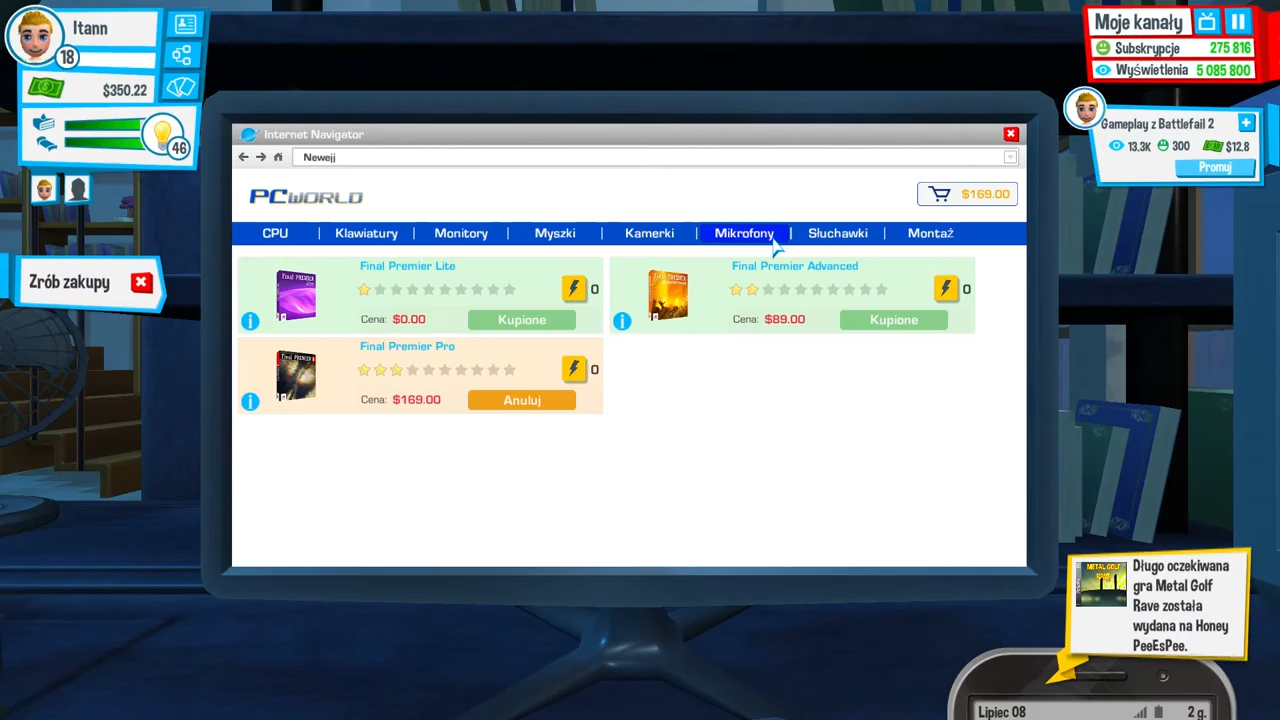 Itann
18
$350.22
46
Moje kanały
Subskrypcje 275 816
Wyświetlenia 5 085 800
Gameplay z Battlefail 2
13.3K 300 $12.8
Promuj
Zrób zakupy
Internet Navigator
Newejj
PCWORLD
$169.00
CPU | Klawiatury | Monitory | Myszki | Kamerki | Mikrofony | Słuchawki | Montaż
Final Premier Lite
0
Cena: $0.00 Kupione
Final Premier Advanced
0
Cena: $89.00 Kupione
Final Premier Pro
0
Cena: $169.00 Anuluj
METAL GOLF
RAVE
Długo oczekiwana
gra Metal Golf
Rave została
wydana na Honey
PeeEsPee.
Lipiec 08 2 g.